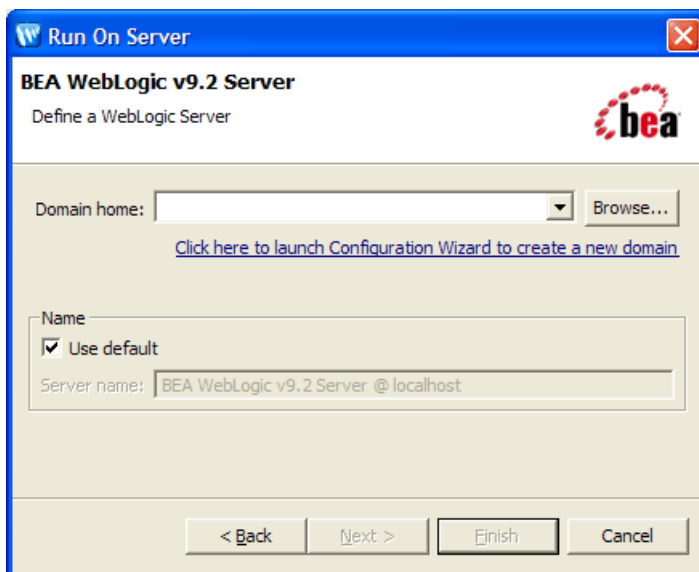 Run On Server
BEA WebLogic v9.2 Server
Define a WebLogic Server
bea
Domain home:
Browse...
Click here to launch Configuration Wizard to create a new domain
Name
Use default
Server name: BEA WebLogic v9.2 Server @ localhost
< Back Next > Finish Cancel